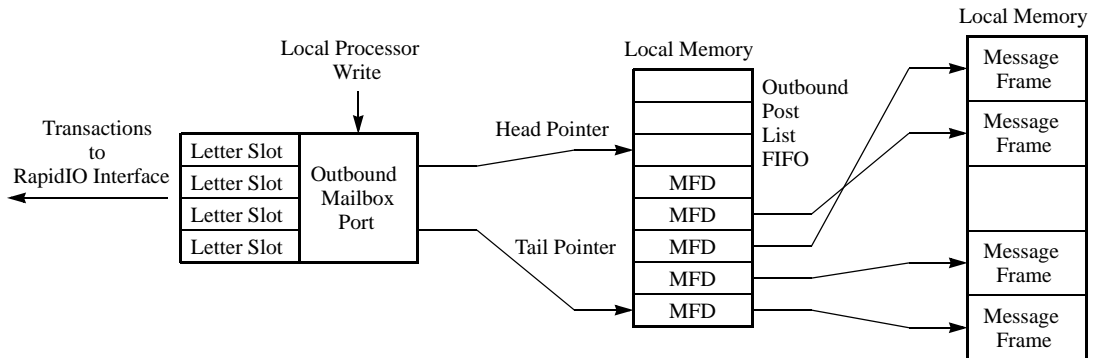 Local Memory
Local Processor
Write
Local Memory
Message
Frame
Outbound
Post
List
FIFO
Transactions
to
RapidIO Interface
Head Pointer
Message
Frame
Letter Slot
Letter Slot
Letter Slot
Letter Slot
Outbound
Mailbox
Port
MFD
MFD
MFD
MFD
MFD
Tail Pointer
Message
Frame
Message
Frame